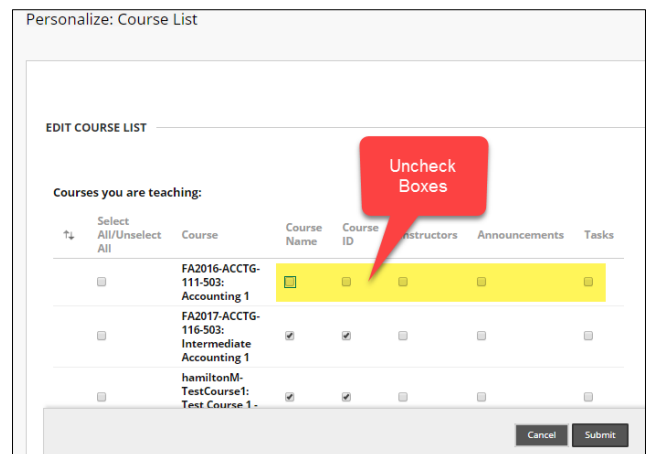 Personalize: Course List
EDIT COURSE LIST
Uncheck
Boxes
Courses you are teaching:
Select
All/Unselect
All
Course
Course
Name
Course
ID
Announcements
Tasks
FA2016-ACCTG-
111-503:
Accounting 1
FA2017-ACCTG-
116-503:
Intermediate
Accounting 1
hamiltonM-
TestCourse1:
Test Course 1 -
Cancel
Submit